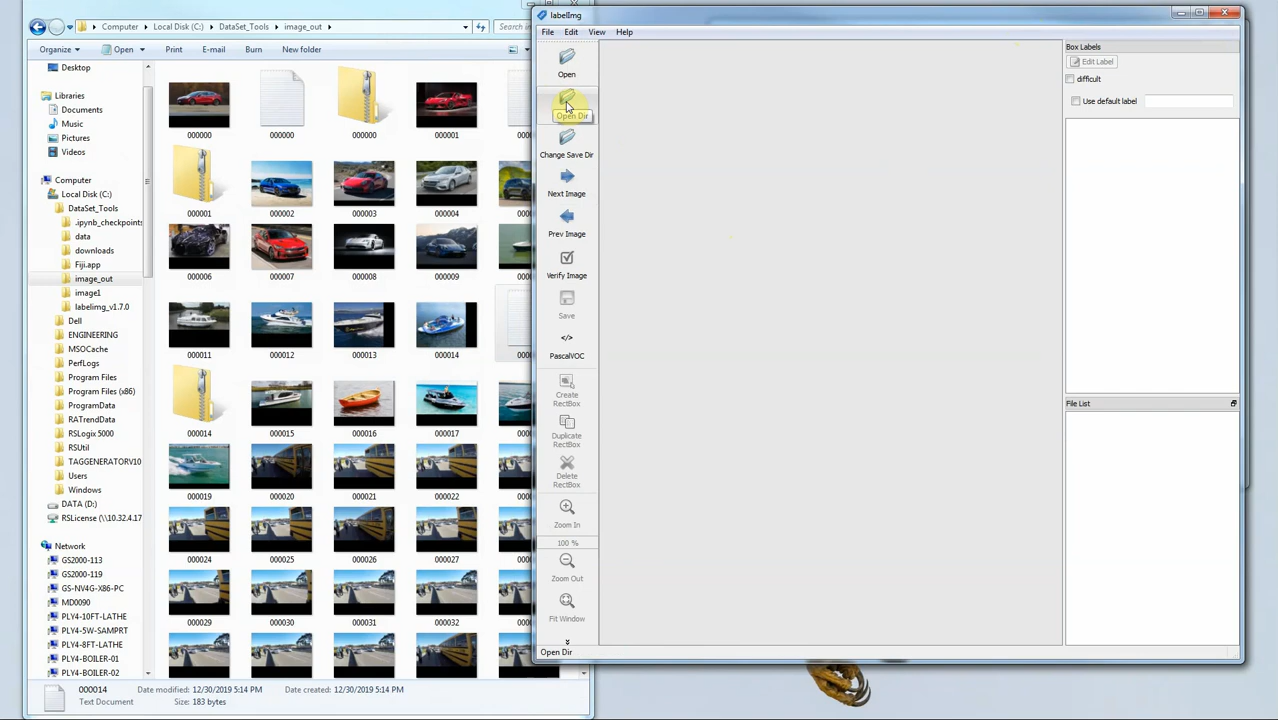 Computer ▸ Local Disk (C:) ▸ DataSet_Tools ▸ image_out ▸
Search
Organize ▾ Open ▾ Print E-mail Burn New folder
Desktop
Libraries
Documents
Music
Pictures
Videos
Computer
Local Disk (C:)
DataSet_Tools
.ipynb_checkpoints
data
downloads
Fiji.app
image_out
image1
labelimg_v1.7.0
Dell
ENGINEERING
MSOCache
PerfLogs
Program Files
Program Files (x86)
ProgramData
RATrendData
RSLogix 5000
RSUtil
TAGGENERATORV10
Users
Windows
DATA (D:)
RSLicense (\\10.32.4.17
Network
GS2000-113
GS2000-119
GS-NV4G-X86-PC
MD0090
PLY4-10FT-LATHE
PLY4-5W-SAMPRT
PLY4-8FT-LATHE
PLY4-BOILER-01
PLY4-BOILER-02
000000 000000 000000 000001
000001 000002 000003 000004
000006 000007 000008 000009
000011 000012 000013 000014
000014 000015 000016 000017
000019 000020 000021 000022
000024 000025 000026 000027
000029 000030 000031 000032
000014 Date modified: 12/30/2019 5:14 PM Date created: 12/30/2019 5:14 PM
Text Document Size: 183 bytes
labelImg
File Edit View Help
Open
Open Dir
Change Save Dir
Next Image
Prev Image
Verify Image
Save
</>
PascalVOC
Create
RectBox
Duplicate
RectBox
Delete
RectBox
Zoom In
100 %
Zoom Out
Fit Window
Open Dir
Box Labels
Edit Label
difficult
Use default label
File List